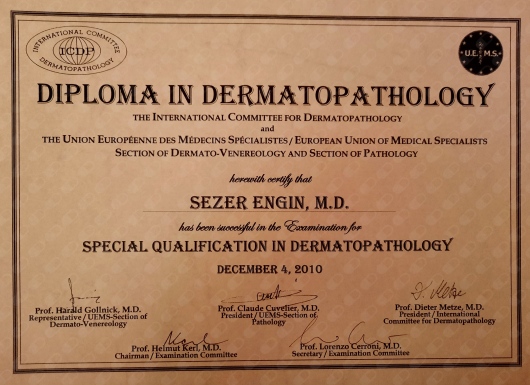 INTERNATIONAL COMMITTEE
ICDP
DERMATOPATHOLOGY
U.E.M.S.
DIPLOMA IN DERMATOPATHOLOGY
THE INTERNATIONAL COMMITTEE FOR DERMATOPATHOLOGY
and
THE UNION EUROPÉENNE DES MÉDECINS SPÉCIALISTES / EUROPEAN UNION OF MEDICAL SPECIALISTS
SECTION OF DERMATO-VENEREOLOGY AND SECTION OF PATHOLOGY
herewith certify that
SEZER ENGIN, M.D.
has been successful in the Examination for
SPECIAL QUALIFICATION IN DERMATOPATHOLOGY
DECEMBER 4, 2010
Prof. Harald Gollnick, M.D.
Representative / UEMS-Section of
Dermato-Venereology
Prof. Claude Cuvelier, M.D.
President / UEMS-Section of
Pathology
D. Metze
Prof. Dieter Metze, M.D.
President / International
Committee for Dermatopathology
Prof. Helmut Kerl, M.D.
Chairman / Examination Committee
Prof. Lorenzo Cerroni, M.D.
Secretary / Examination Committee